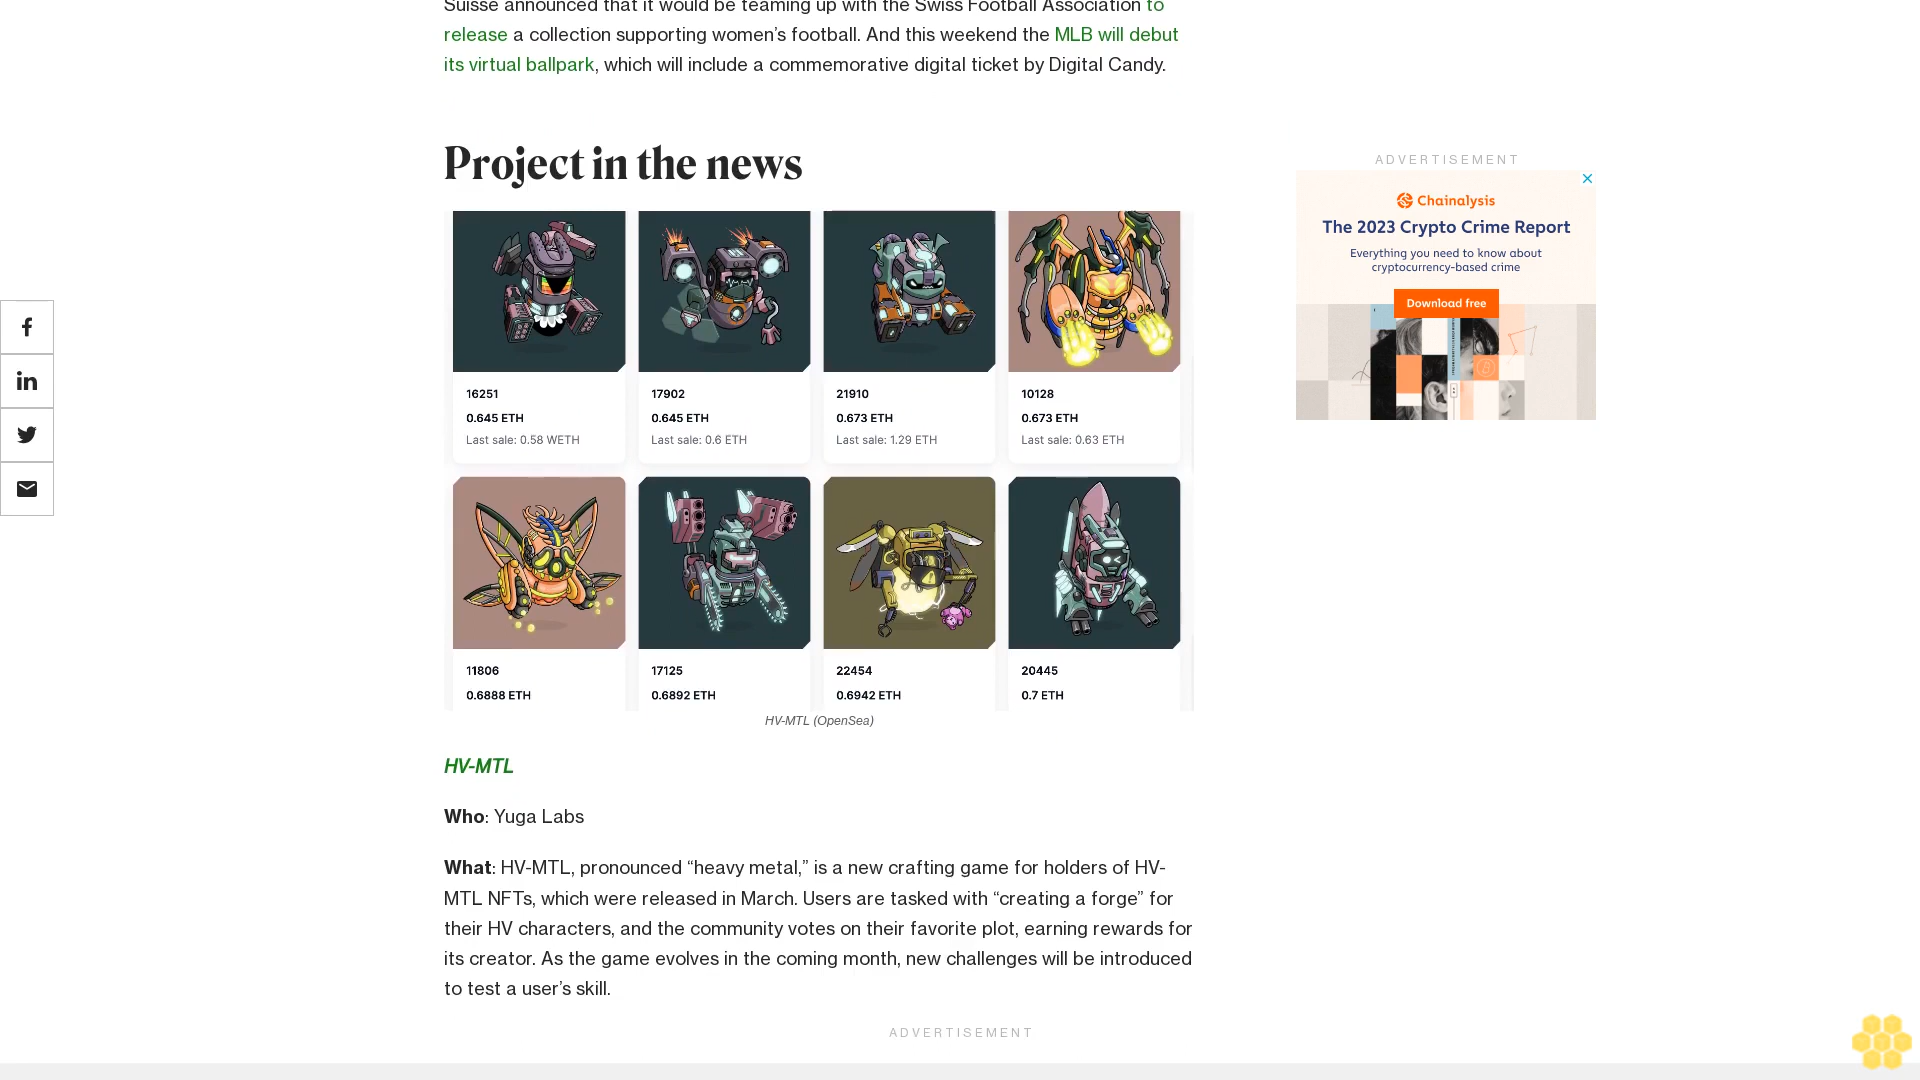 Suisse announced that it would be teaming up with the Swiss Football Association to
release a collection supporting women’s football. And this weekend the MLB will debut
its virtual ballpark, which will include a commemorative digital ticket by Digital Candy.
Project in the news
16251
0.645 ETH
Last sale: 0.58 WETH
17902
0.645 ETH
Last sale: 0.6 ETH
21910
0.673 ETH
Last sale: 1.29 ETH
10128
0.673 ETH
Last sale: 0.63 ETH
11806
0.6888 ETH
17125
0.6892 ETH
22454
0.6942 ETH
20445
0.7 ETH
HV-MTL (OpenSea)
HV-MTL
Who: Yuga Labs
What: HV-MTL, pronounced “heavy metal,” is a new crafting game for holders of HV-
MTL NFTs, which were released in March. Users are tasked with “creating a forge” for
their HV characters, and the community votes on their favorite plot, earning rewards for
its creator. As the game evolves in the coming month, new challenges will be introduced
to test a user’s skill.
ADVERTISEMENT
ADVERTISEMENT
Chainalysis
The 2023 Crypto Crime Report
Everything you need to know about
cryptocurrency-based crime
Download free